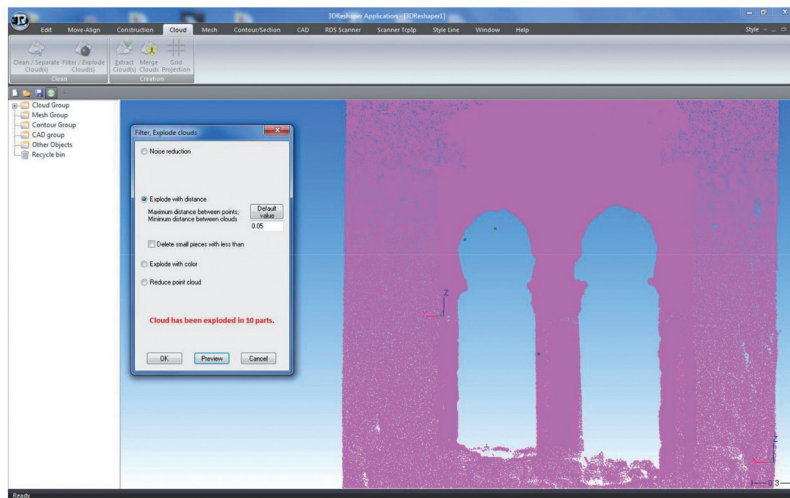 3DReshaper Application - [3DReshaper1]
Edit Move-Align Construction Cloud Mesh Contour/Section CAD RDS Scanner Scanner Tcplp Style Line Window Help Style
Clean / Separate Cloud(s)
Filter / Explode Cloud(s)
Extract Cloud(s)
Merge Clouds
Grid Projection
Clean
Creation
Cloud Group
Mesh Group
Contour Group
CAD group
Other Objects
Recycle bin
Filter, Explode clouds
Noise reduction
Explode with distance
Maximum distance between points;
Minimum distance between clouds
Default value
0.05
Delete small pieces with less than
Explode with color
Reduce point cloud
Cloud has been exploded in 10 parts.
OK Preview Cancel
Z
Z
0.3
Ready